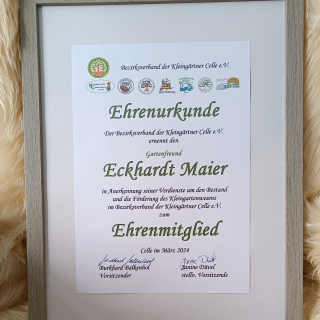 Bezirksverband der Kleingärtner Celle e.V.
Ehrenurkunde
Der Bezirksverband der Kleingärtner Celle e.V.
ernennt den
Gartenfreund
Eckhardt Maier
in Anerkennung seiner Verdienste um den Bestand
und die Förderung des Kleingartenwesens
im Bezirksverband der Kleingärtner Celle e.V.
zum
Ehrenmitglied
Celle im März 2024
Burkhard Balkenhol
Vorsitzender
Janine Düvel
stellv. Vorsitzende